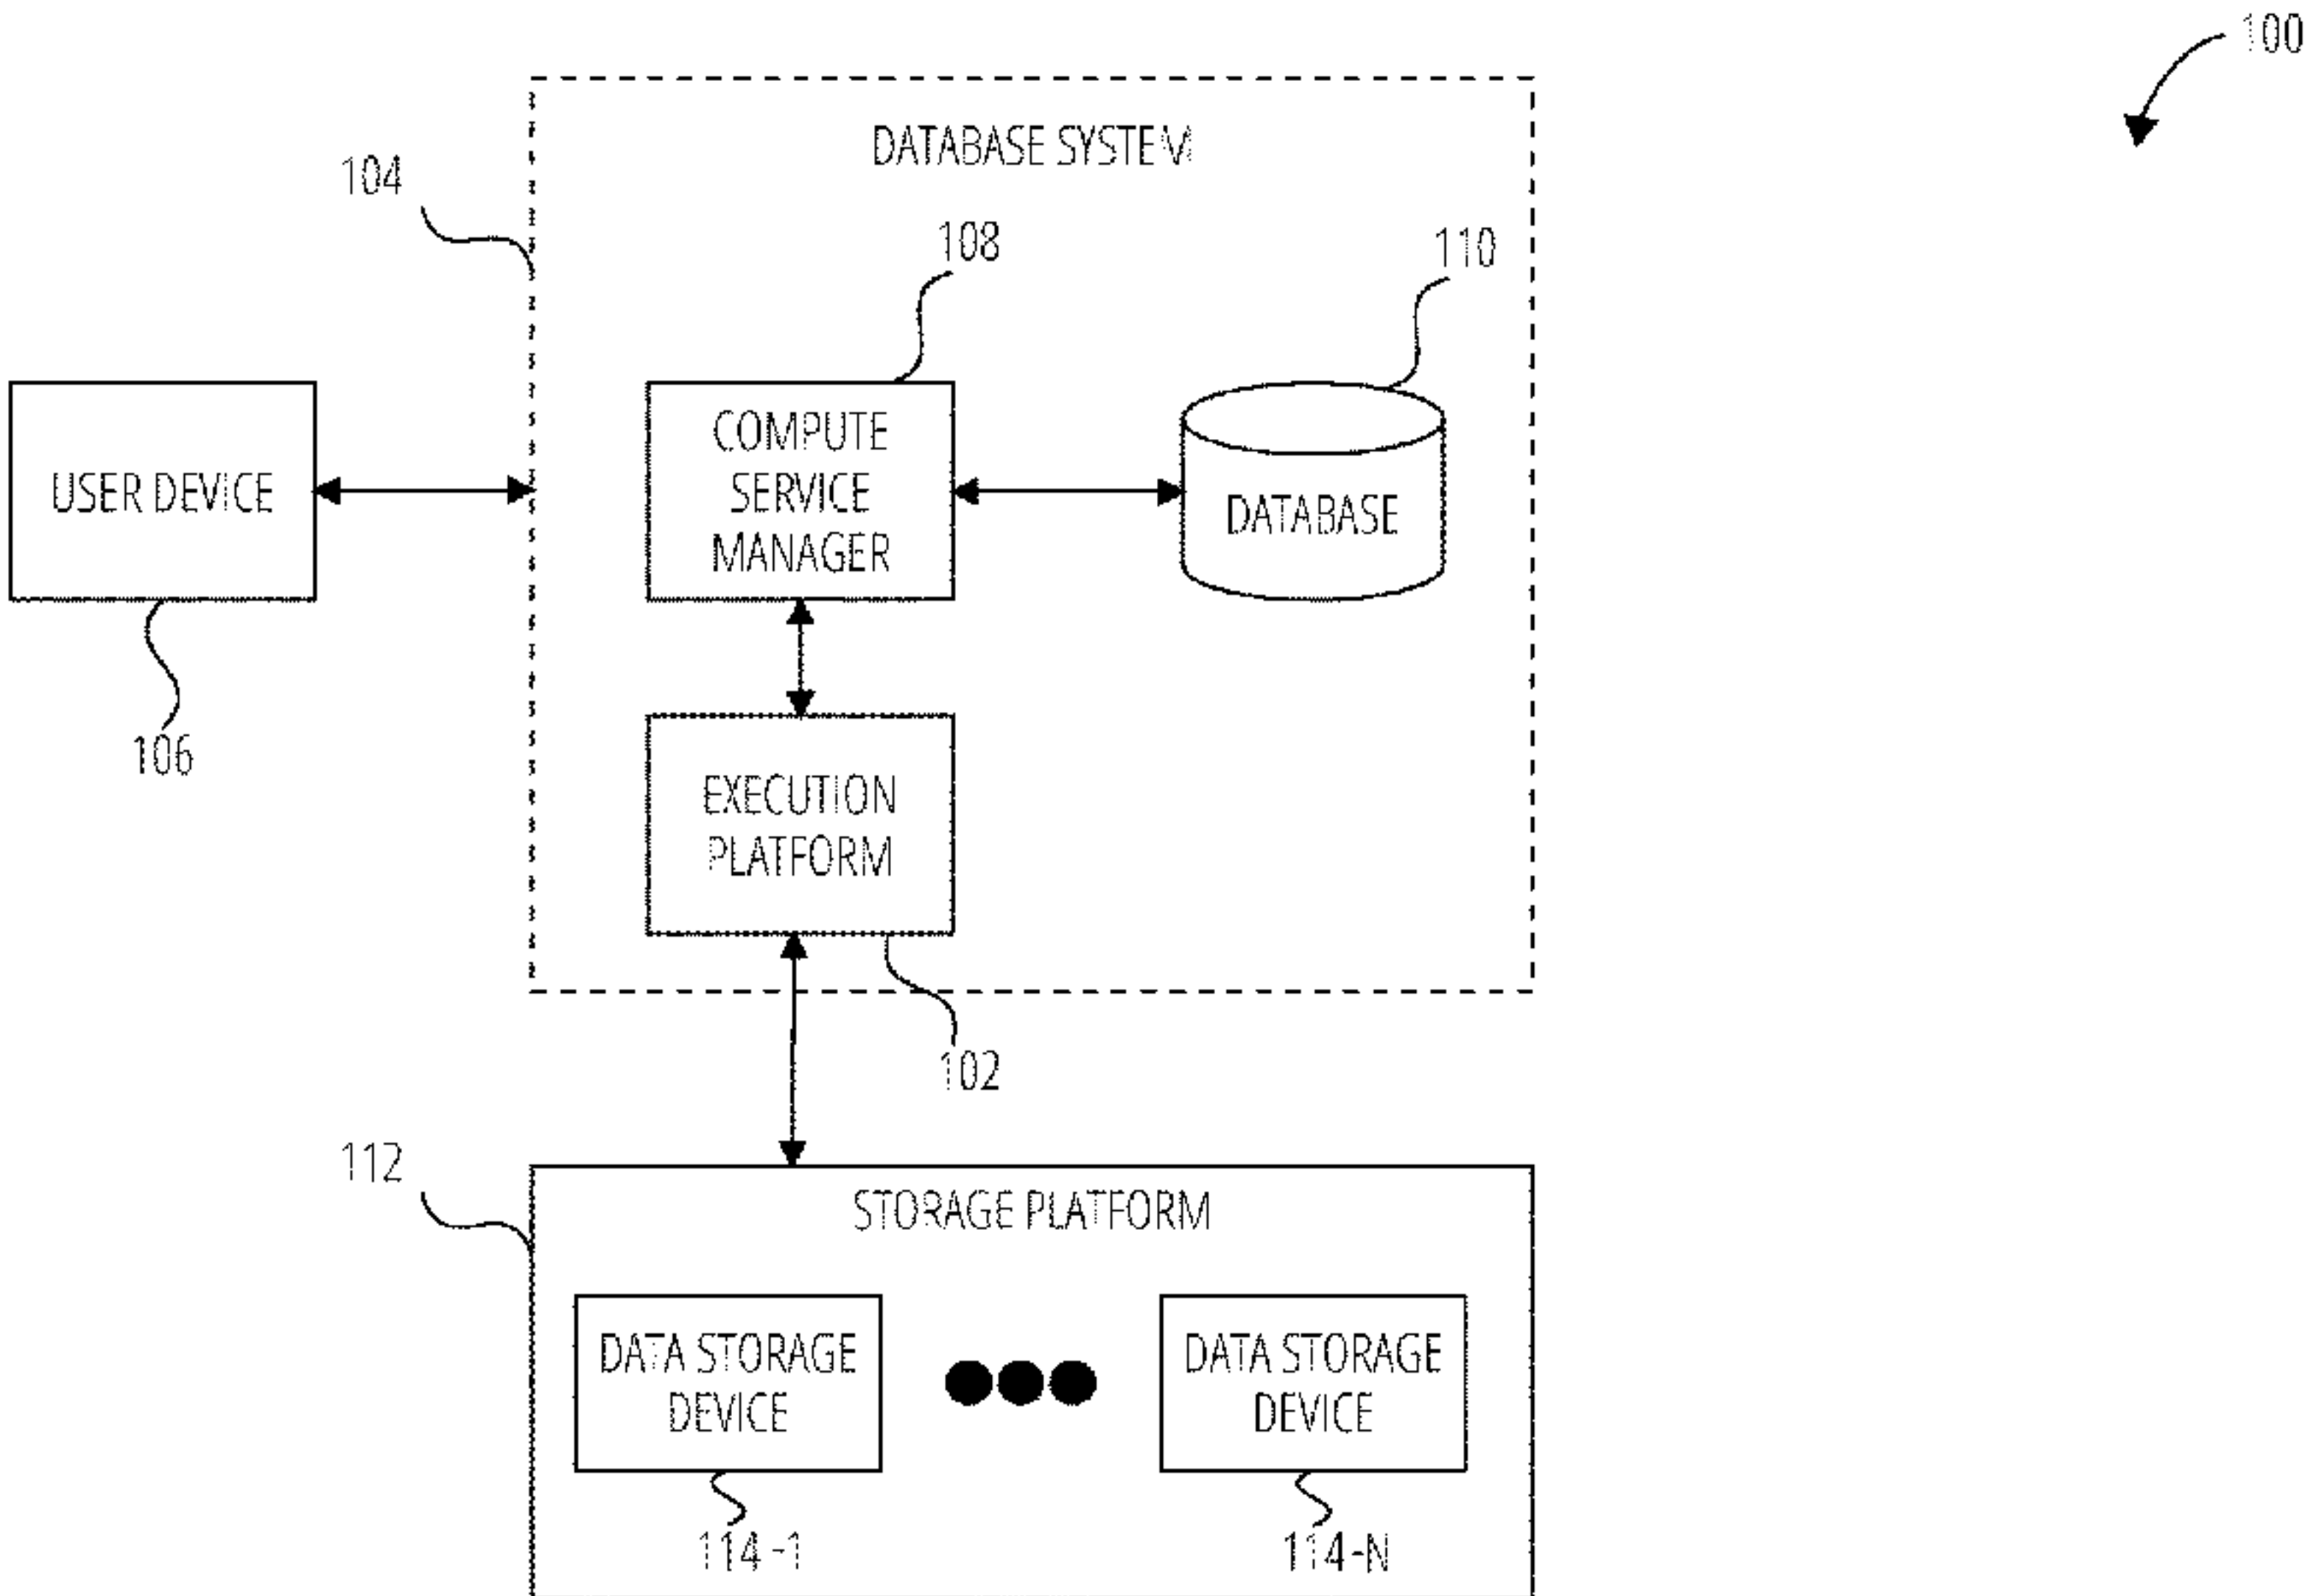 100
DATABASE SYSTEM
104
108
110
USER DEVICE
COMPUTE
SERVICE
MANAGER
DATABASE
106
EXECUTION
PLATFORM
102
112
STORAGE PLATFORM
DATA STORAGE
DEVICE
DATA STORAGE
DEVICE
114-1
114-N